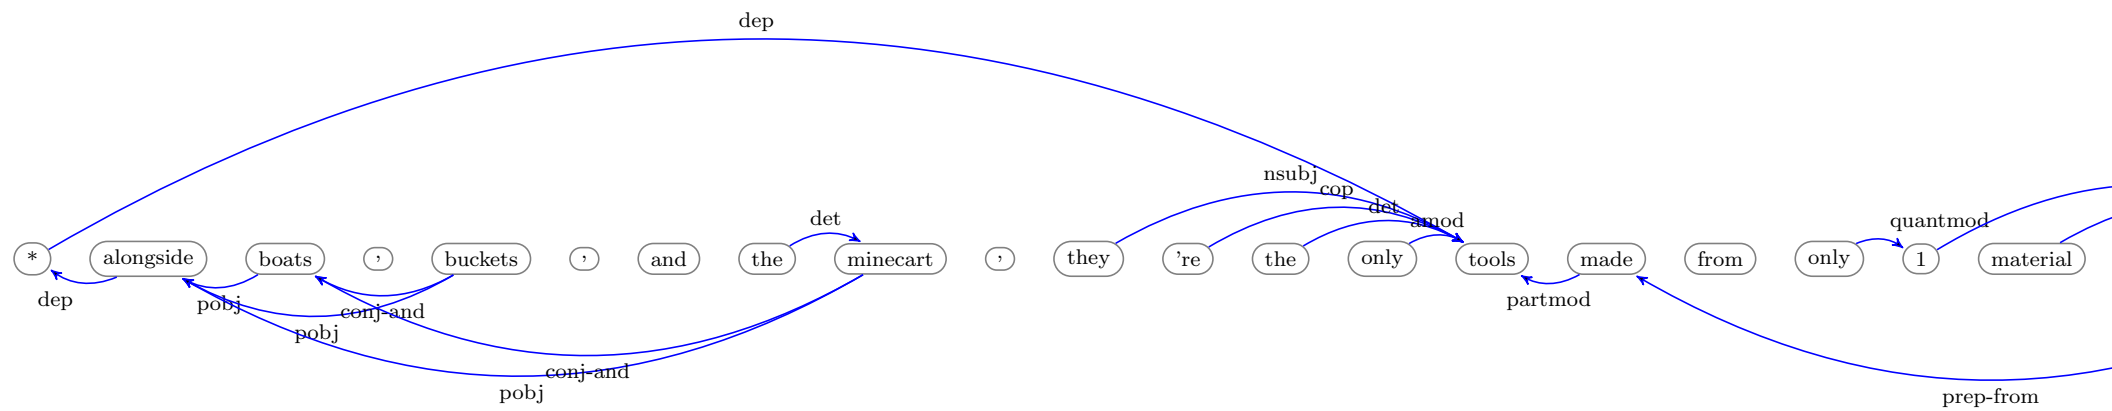 dep
nsubj
cop
det
amod
det
quantmod
* alongside boats , buckets , and the minecart , they 're the only tools made from only 1 material
dep
pobj
conj-and
partmod
pobj
conj-and
pobj
prep-from